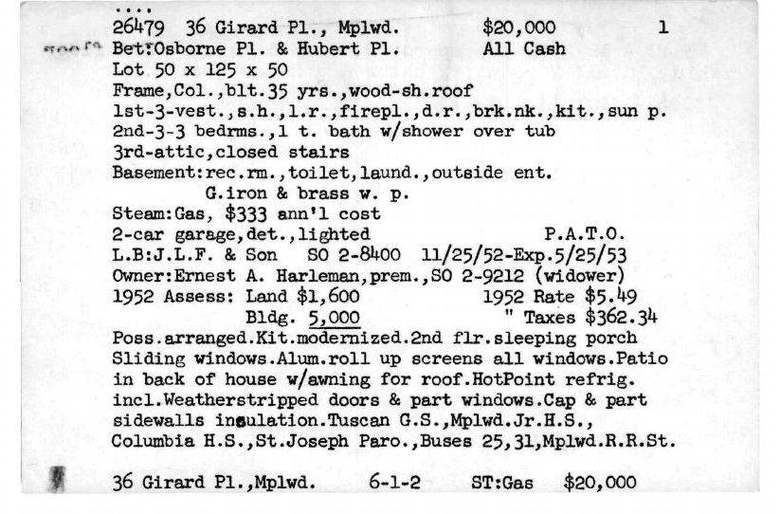 26479 36 Girard Pl., Mplwd. $20,000 1
Bet:Osborne Pl. & Hubert Pl. All Cash
Lot 50 x 125 x 50
Frame,Col.,blt.35 yrs.,wood-sh.roof
1st-3-vest.,s.h.,l.r.,firepl.,d.r.,brk.nk.,kit.,sun p.
2nd-3-3 bedrms.,1 t. bath w/shower over tub
3rd-attic,closed stairs
Basement:rec.rm.,toilet,laund.,outside ent.
G.iron & brass w. p.
Steam:Gas, $333 ann'l cost
2-car garage,det.,lighted P.A.T.O.
L.B:J.L.F. & Son SO 2-8400 11/25/52-Exp.5/25/53
Owner:Ernest A. Harleman,prem.,SO 2-9212 (widower)
1952 Assess: Land $1,600 1952 Rate $5.49
Bldg. 5,000 " Taxes $362.34
Poss.arranged.Kit.modernized.2nd flr.sleeping porch
Sliding windows.Alum.roll up screens all windows.Patio
in back of house w/awning for roof.HotPoint refrig.
incl.Weatherstripped doors & part windows.Cap & part
sidewalls insulation.Tuscan G.S.,Mplwd.Jr.H.S.,
Columbia H.S.,St.Joseph Paro.,Buses 25,31,Mplwd.R.R.St.
36 Girard Pl.,Mplwd. 6-1-2 ST:Gas $20,000